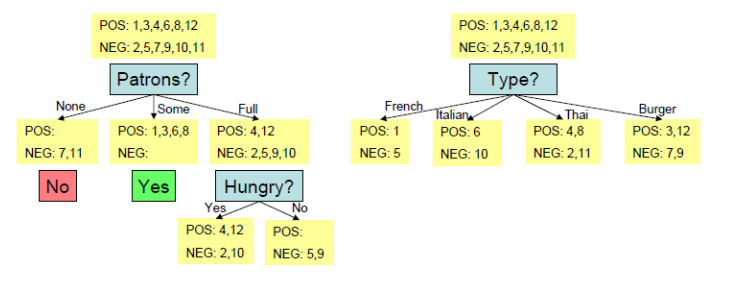 POS: 1,3,4,6,8,12
NEG: 2,5,7,9,10,11
Patrons?
None
Some
Full
POS:
NEG: 7,11
POS: 1,3,6,8
NEG:
POS: 4,12
NEG: 2,5,9,10
No
Yes
Hungry?
Yes
No
POS: 4,12
NEG: 2,10
POS:
NEG: 5,9
POS: 1,3,4,6,8,12
NEG: 2,5,7,9,10,11
Type?
French
Italian
Thai
Burger
POS: 1
NEG: 5
POS: 6
NEG: 10
POS: 4,8
NEG: 2,11
POS: 3,12
NEG: 7,9